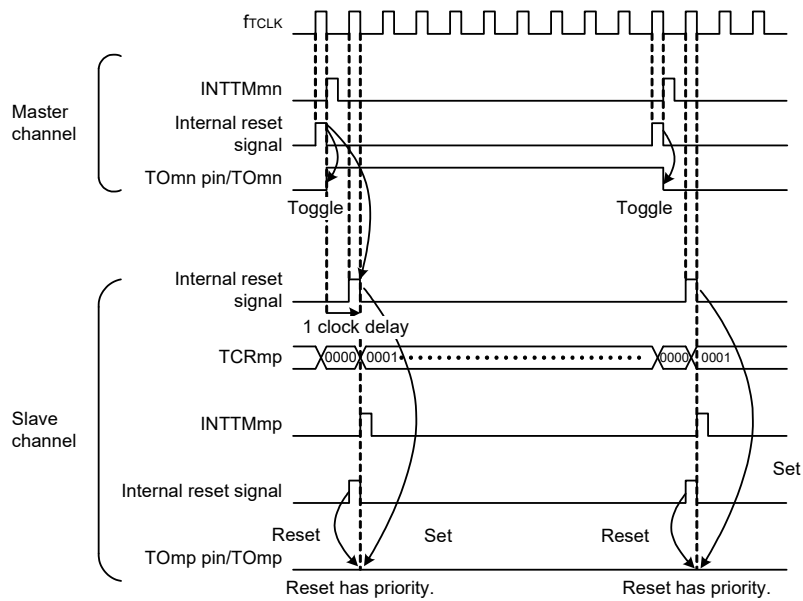 fTCLK
INTTMmn
Master
channel
Internal reset
signal
TOmn pin/TOmn
Toggle
Toggle
Internal reset
signal
1 clock delay
TCRmp
0000
0001
0000
0001
Slave
channel
INTTMmp
Set
Internal reset signal
Reset
Set
Reset
TOmp pin/TOmp
Reset has priority.
Reset has priority.